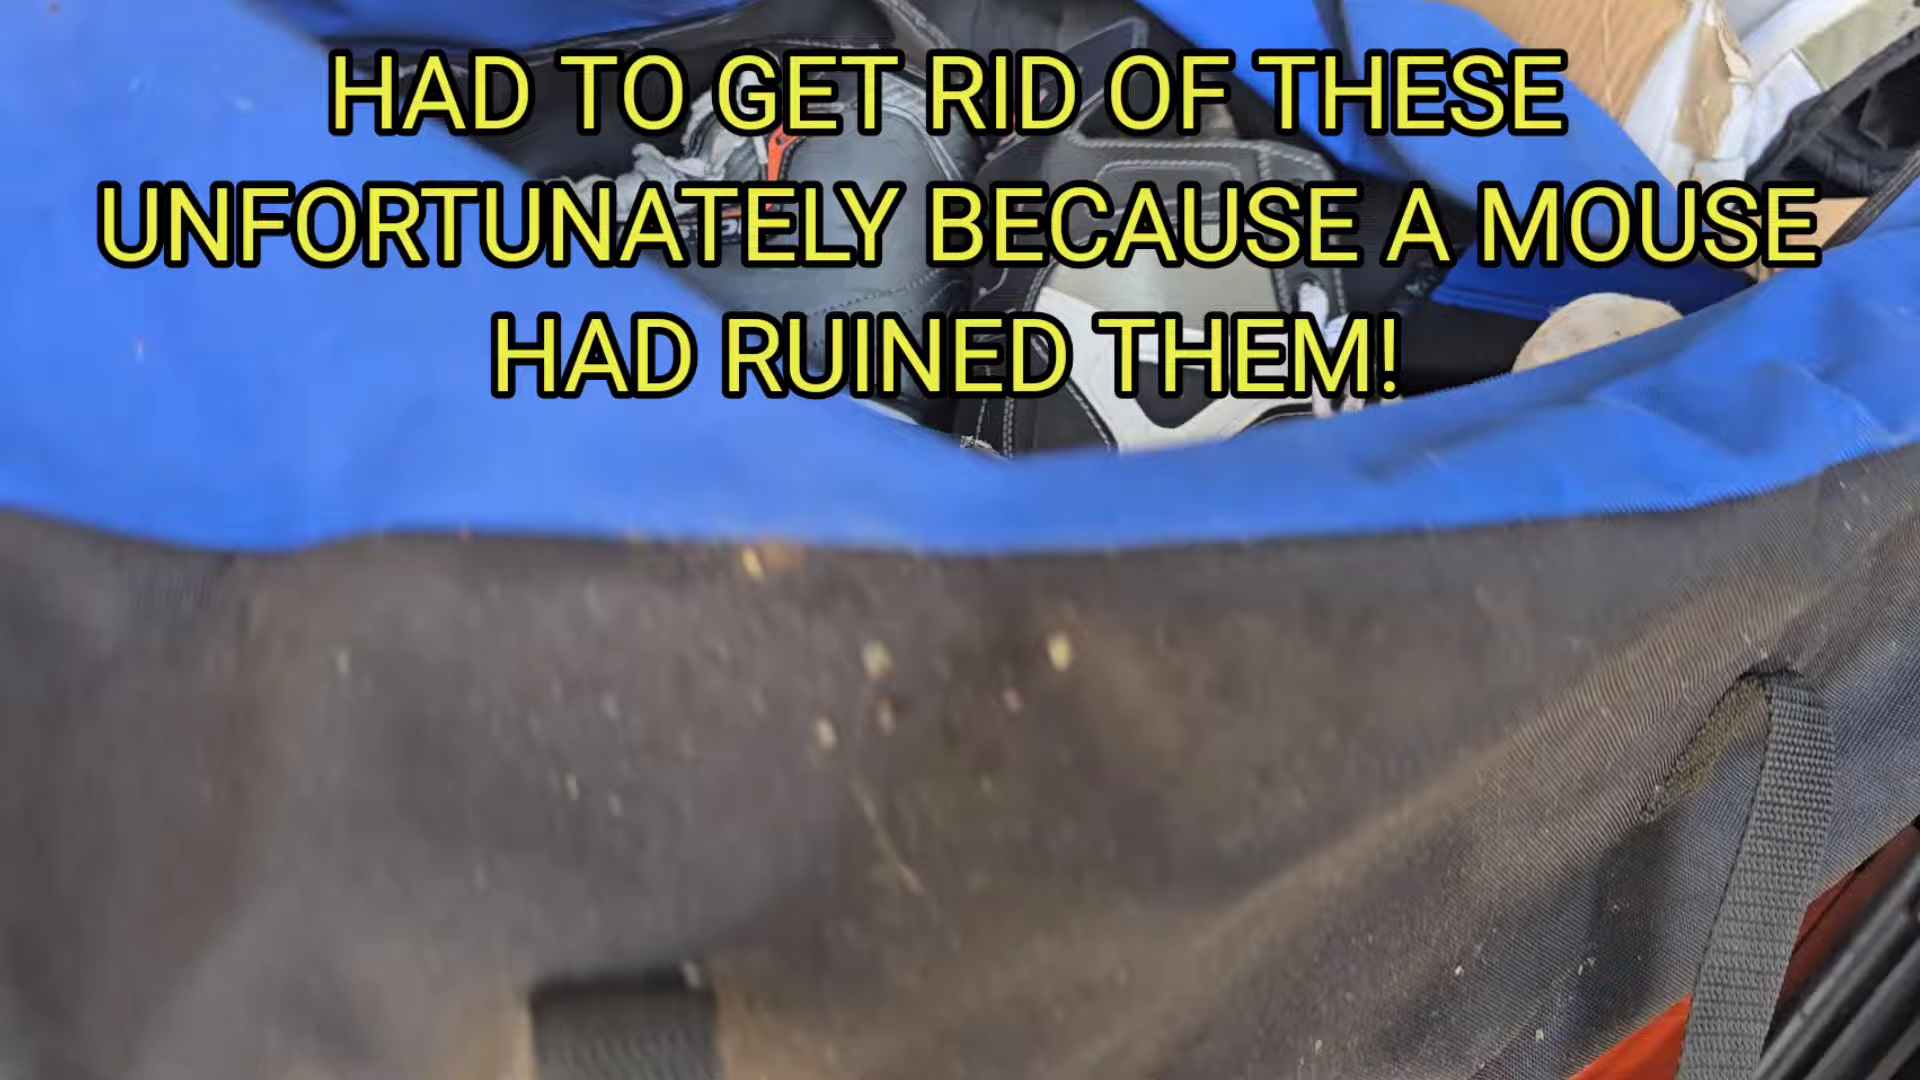 HAD TO GET RID OF THESE
UNFORTUNATELY BECAUSE A MOUSE
HAD RUINED THEM!